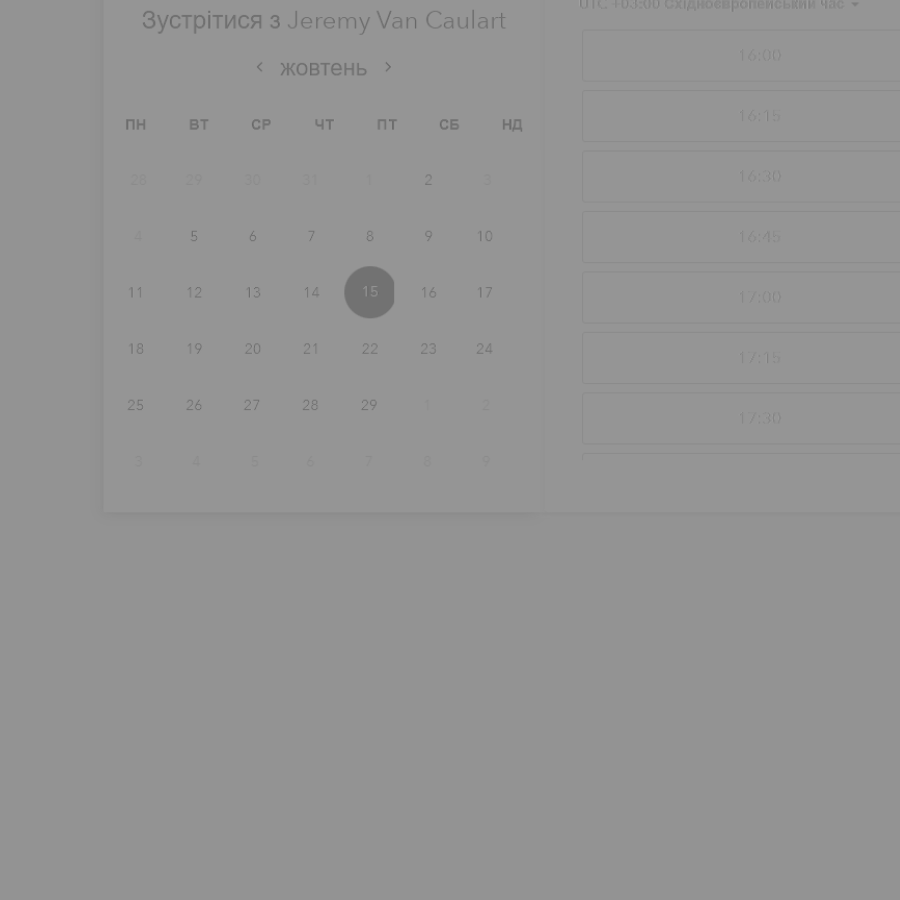 Зустрітися з Jeremy Van Caulart
жовтень
ПН ВТ СР ЧТ ПТ СБ НД
28 29 30 31 1 2 3
4 5 6 7 8 9 10
11 12 13 14 15 16 17
18 19 20 21 22 23 24
25 26 27 28 29 1 2
3 4 5 6 7 8 9
UTC +03:00 Східноєвропейський час
16:00
16:15
16:30
16:45
17:00
17:15
17:30